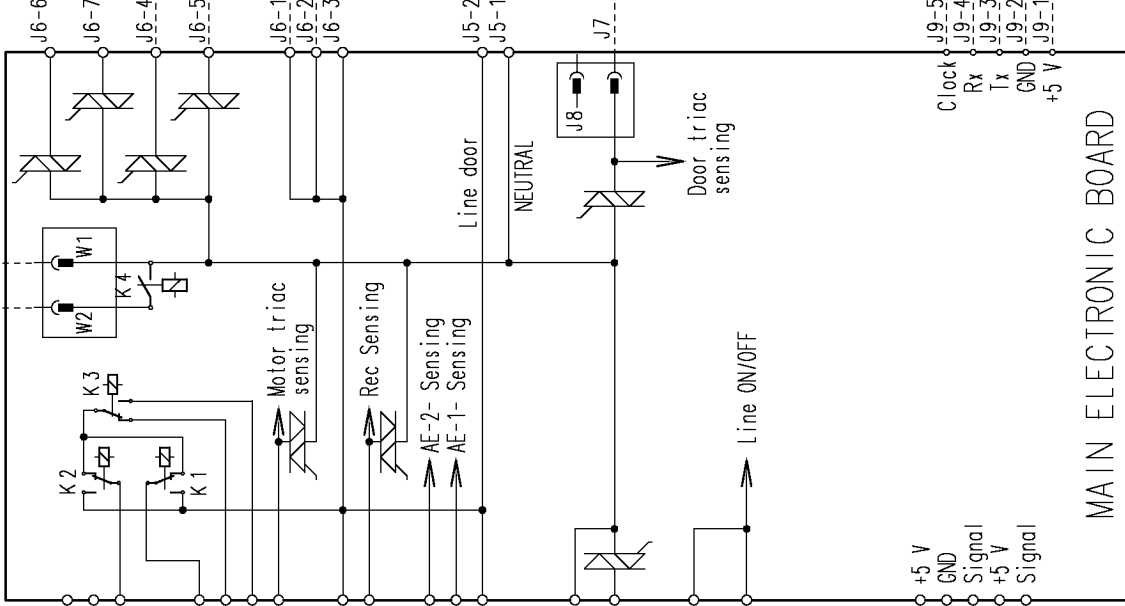 J6-6
J6-7
J6-4
J6-5
J6-1
J6-2
J6-3
J5-2
J5-1
J7
J9-5
J9-4
J9-3
J9-2
J9-1
Clock
Rx
Tx
GND
+5 V
J8
Line door
NEUTRAL
Door triac
sensing
W2
W1
K4
K3
K2
K1
Motor triac
sensing
Rec Sensing
AE-2- Sensing
AE-1- Sensing
Line ON/OFF
+5 V
GND
Signal
+5 V
Signal
MAIN ELECTRONIC BOARD